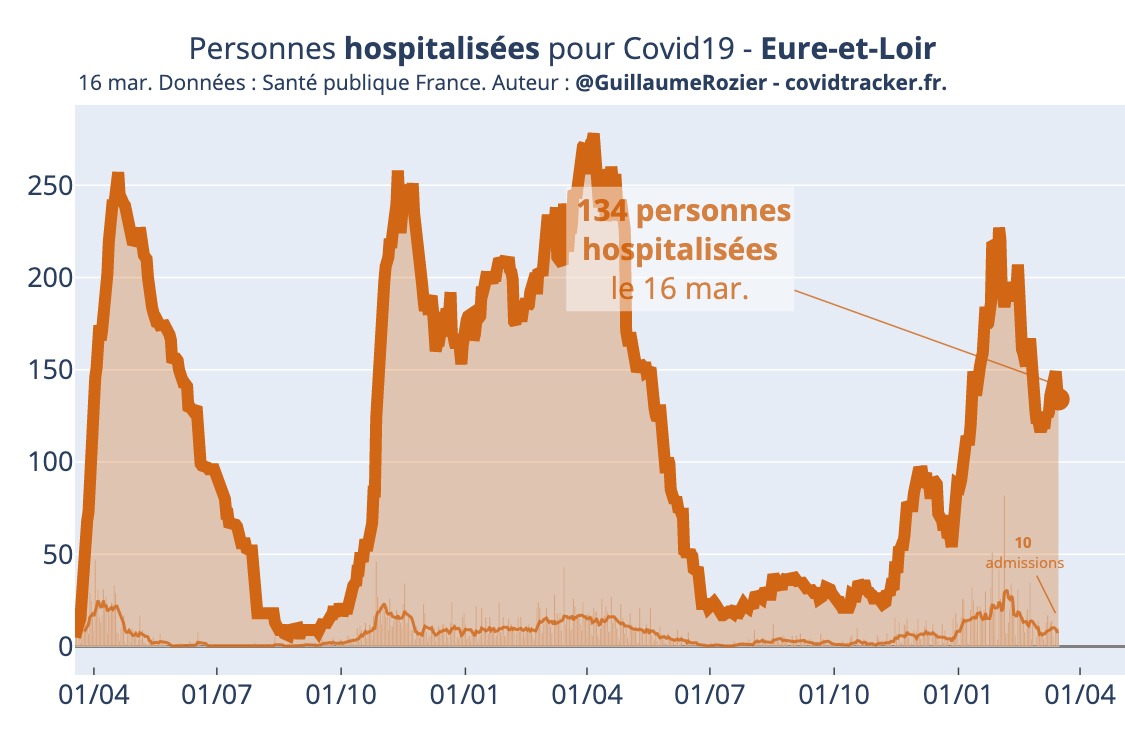 Personnes hospitalisées pour Covid19 - Eure-et-Loir
16 mar. Données : Santé publique France. Auteur : @GuillaumeRozier - covidtracker.fr.
250
200
150
100
50
0
134 personnes
hospitalisées
le 16 mar.
10
admissions
01/04 01/07 01/10 01/01 01/04 01/07 01/10 01/01 01/04